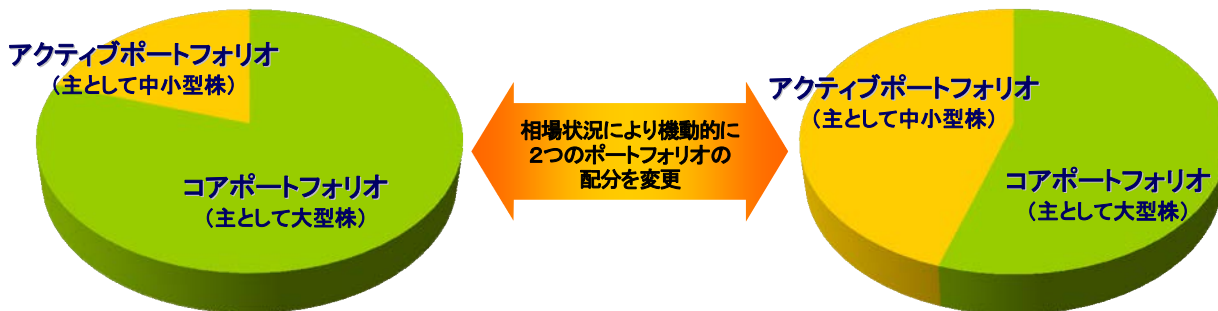 アクティブポートフォリオ
（主として中小型株）
コアポートフォリオ
（主として大型株）
相場状況により機動的に
２つのポートフォリオの
配分を変更
アクティブポートフォリオ
（主として中小型株）
コアポートフォリオ
（主として大型株）